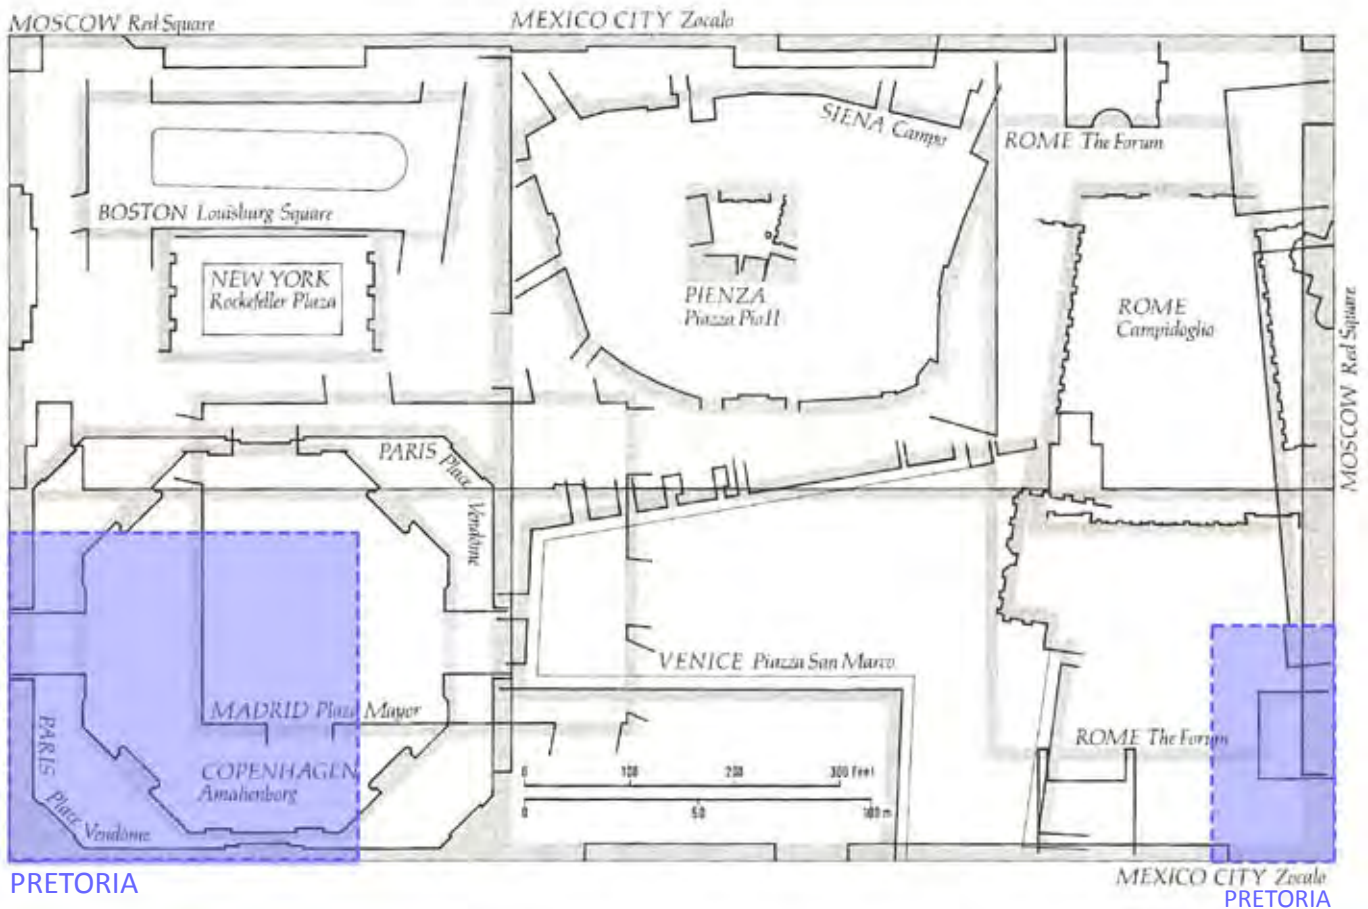 MOSCOW Red Square
MEXICO CITY Zocalo
SIENA Campo
ROME The Forum
BOSTON Louisburg Square
NEW YORK
Rockefeller Plaza
PIENZA
Piazza Pio II
ROME
Campidoglio
MOSCOW Red Square
PARIS Place Vendôme
VENICE Piazza San Marco
MADRID Plaza Mayor
PARIS Place Vendôme
COPENHAGEN
Amalienborg
ROME The Forum
0 100 200 300 Feet
0 50 100 m
MEXICO CITY Zocalo
PRETORIA
PRETORIA